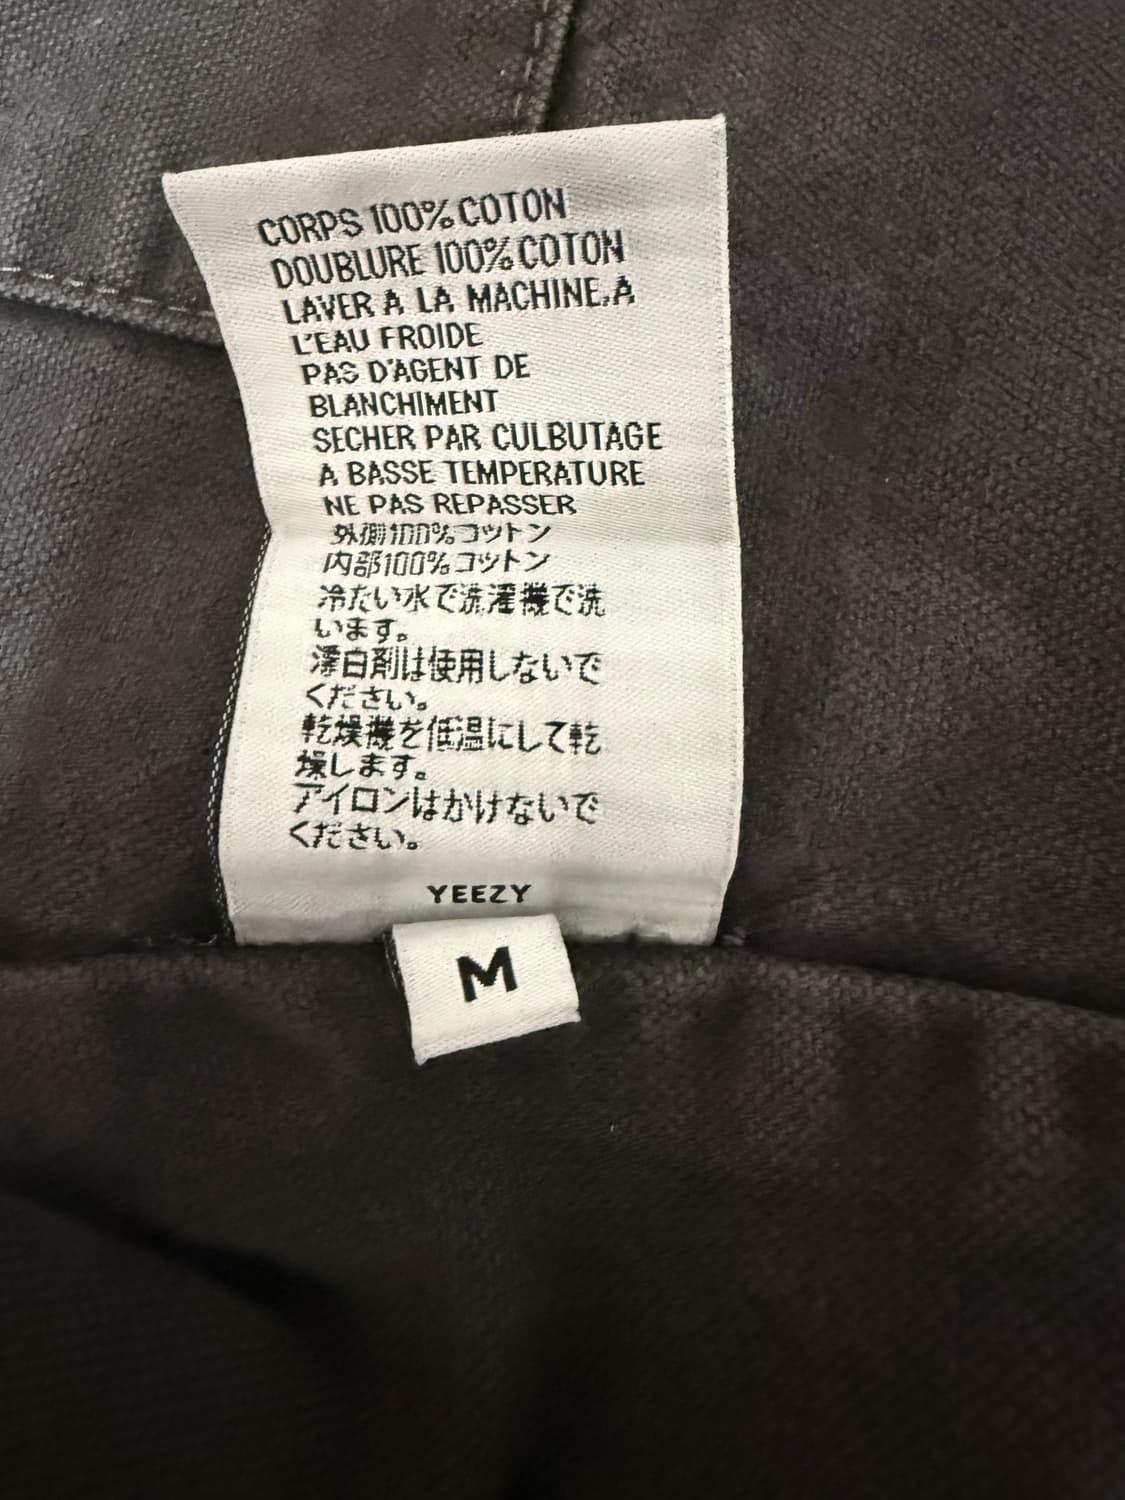 CORPS 100% COTON
DOUBLURE 100% COTON
LAVER A LA MACHINE,A
L'EAU FROIDE
PAS D'AGENT DE
BLANCHIMENT
SECHER PAR CULBUTAGE
A BASSE TEMPERATURE
NE PAS REPASSER
外側100%コットン
内部100%コットン
冷たい水で洗濯機で洗
います。
漂白剤は使用しないで
ください。
乾燥機を低温にして乾
燥します。
アイロンはかけないで
ください。
YEEZY
M